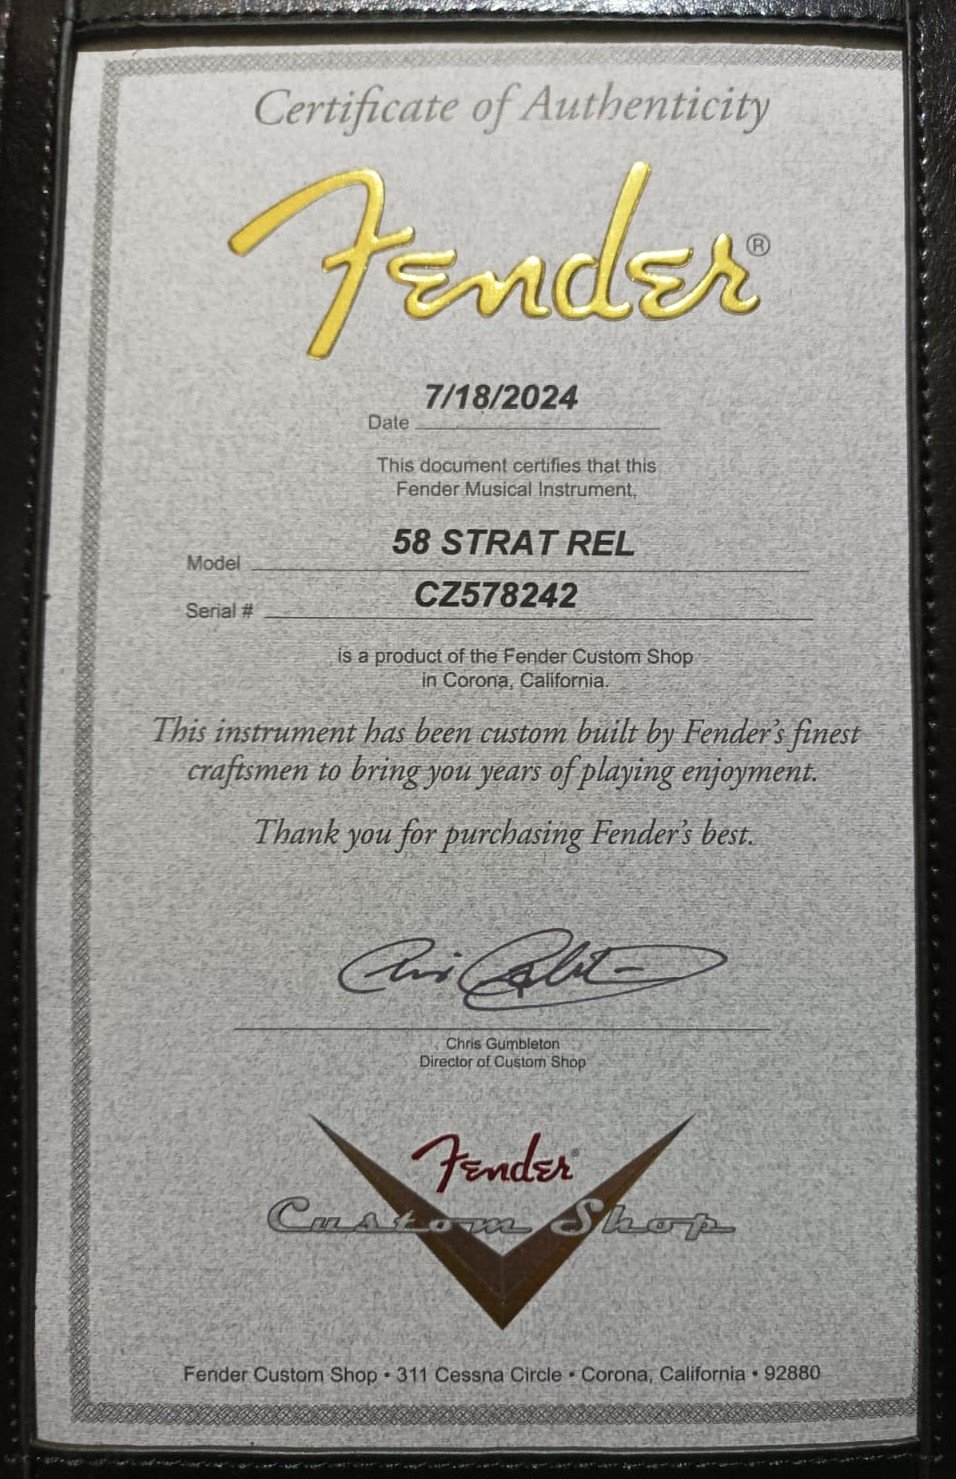 Certificate of Authenticity
Fender®
7/18/2024
Date
This document certifies that this
Fender Musical Instrument,
58 STRAT REL
Model
CZ578242
Serial #
is a product of the Fender Custom Shop
in Corona, California.
This instrument has been custom built by Fender's finest
craftsmen to bring you years of playing enjoyment.
Thank you for purchasing Fender's best.
Chris Gumbleton
Director of Custom Shop
Fender®
Custom Shop
Fender Custom Shop • 311 Cessna Circle • Corona, California • 92880